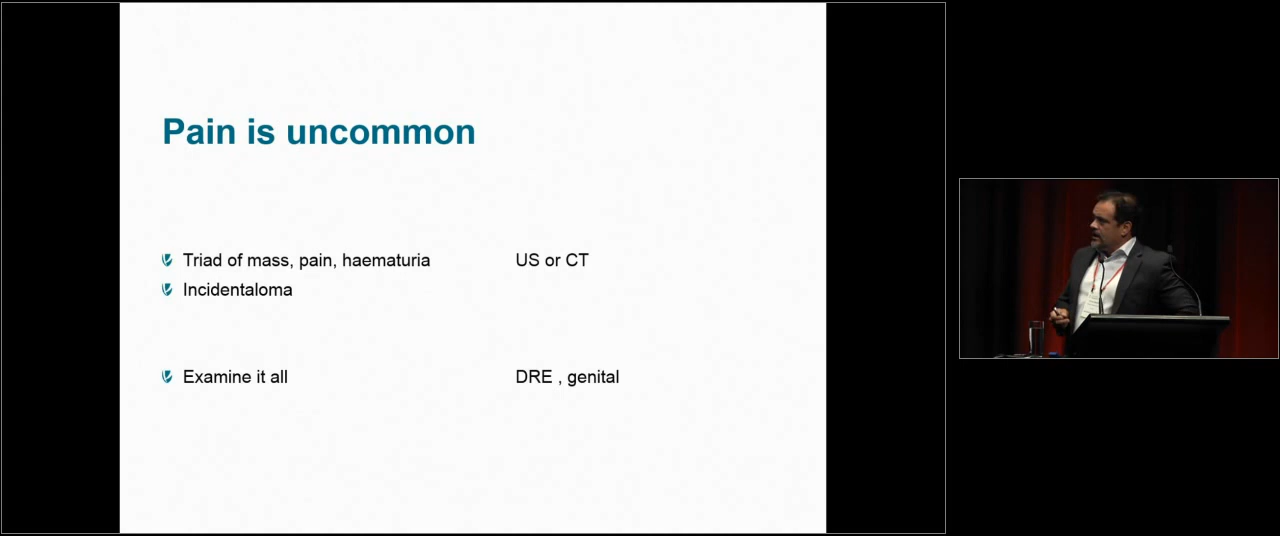 Pain is uncommon
Triad of mass, pain, haematuria US or CT
Incidentaloma
Examine it all DRE , genital